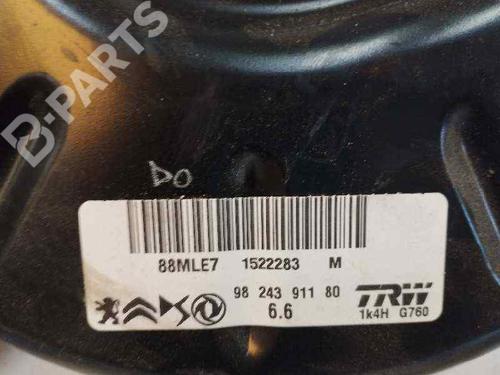 B-PARTS
DO
88MLE7 1522283 M
98 243 911 80
6.6
TRW
1k4H G760